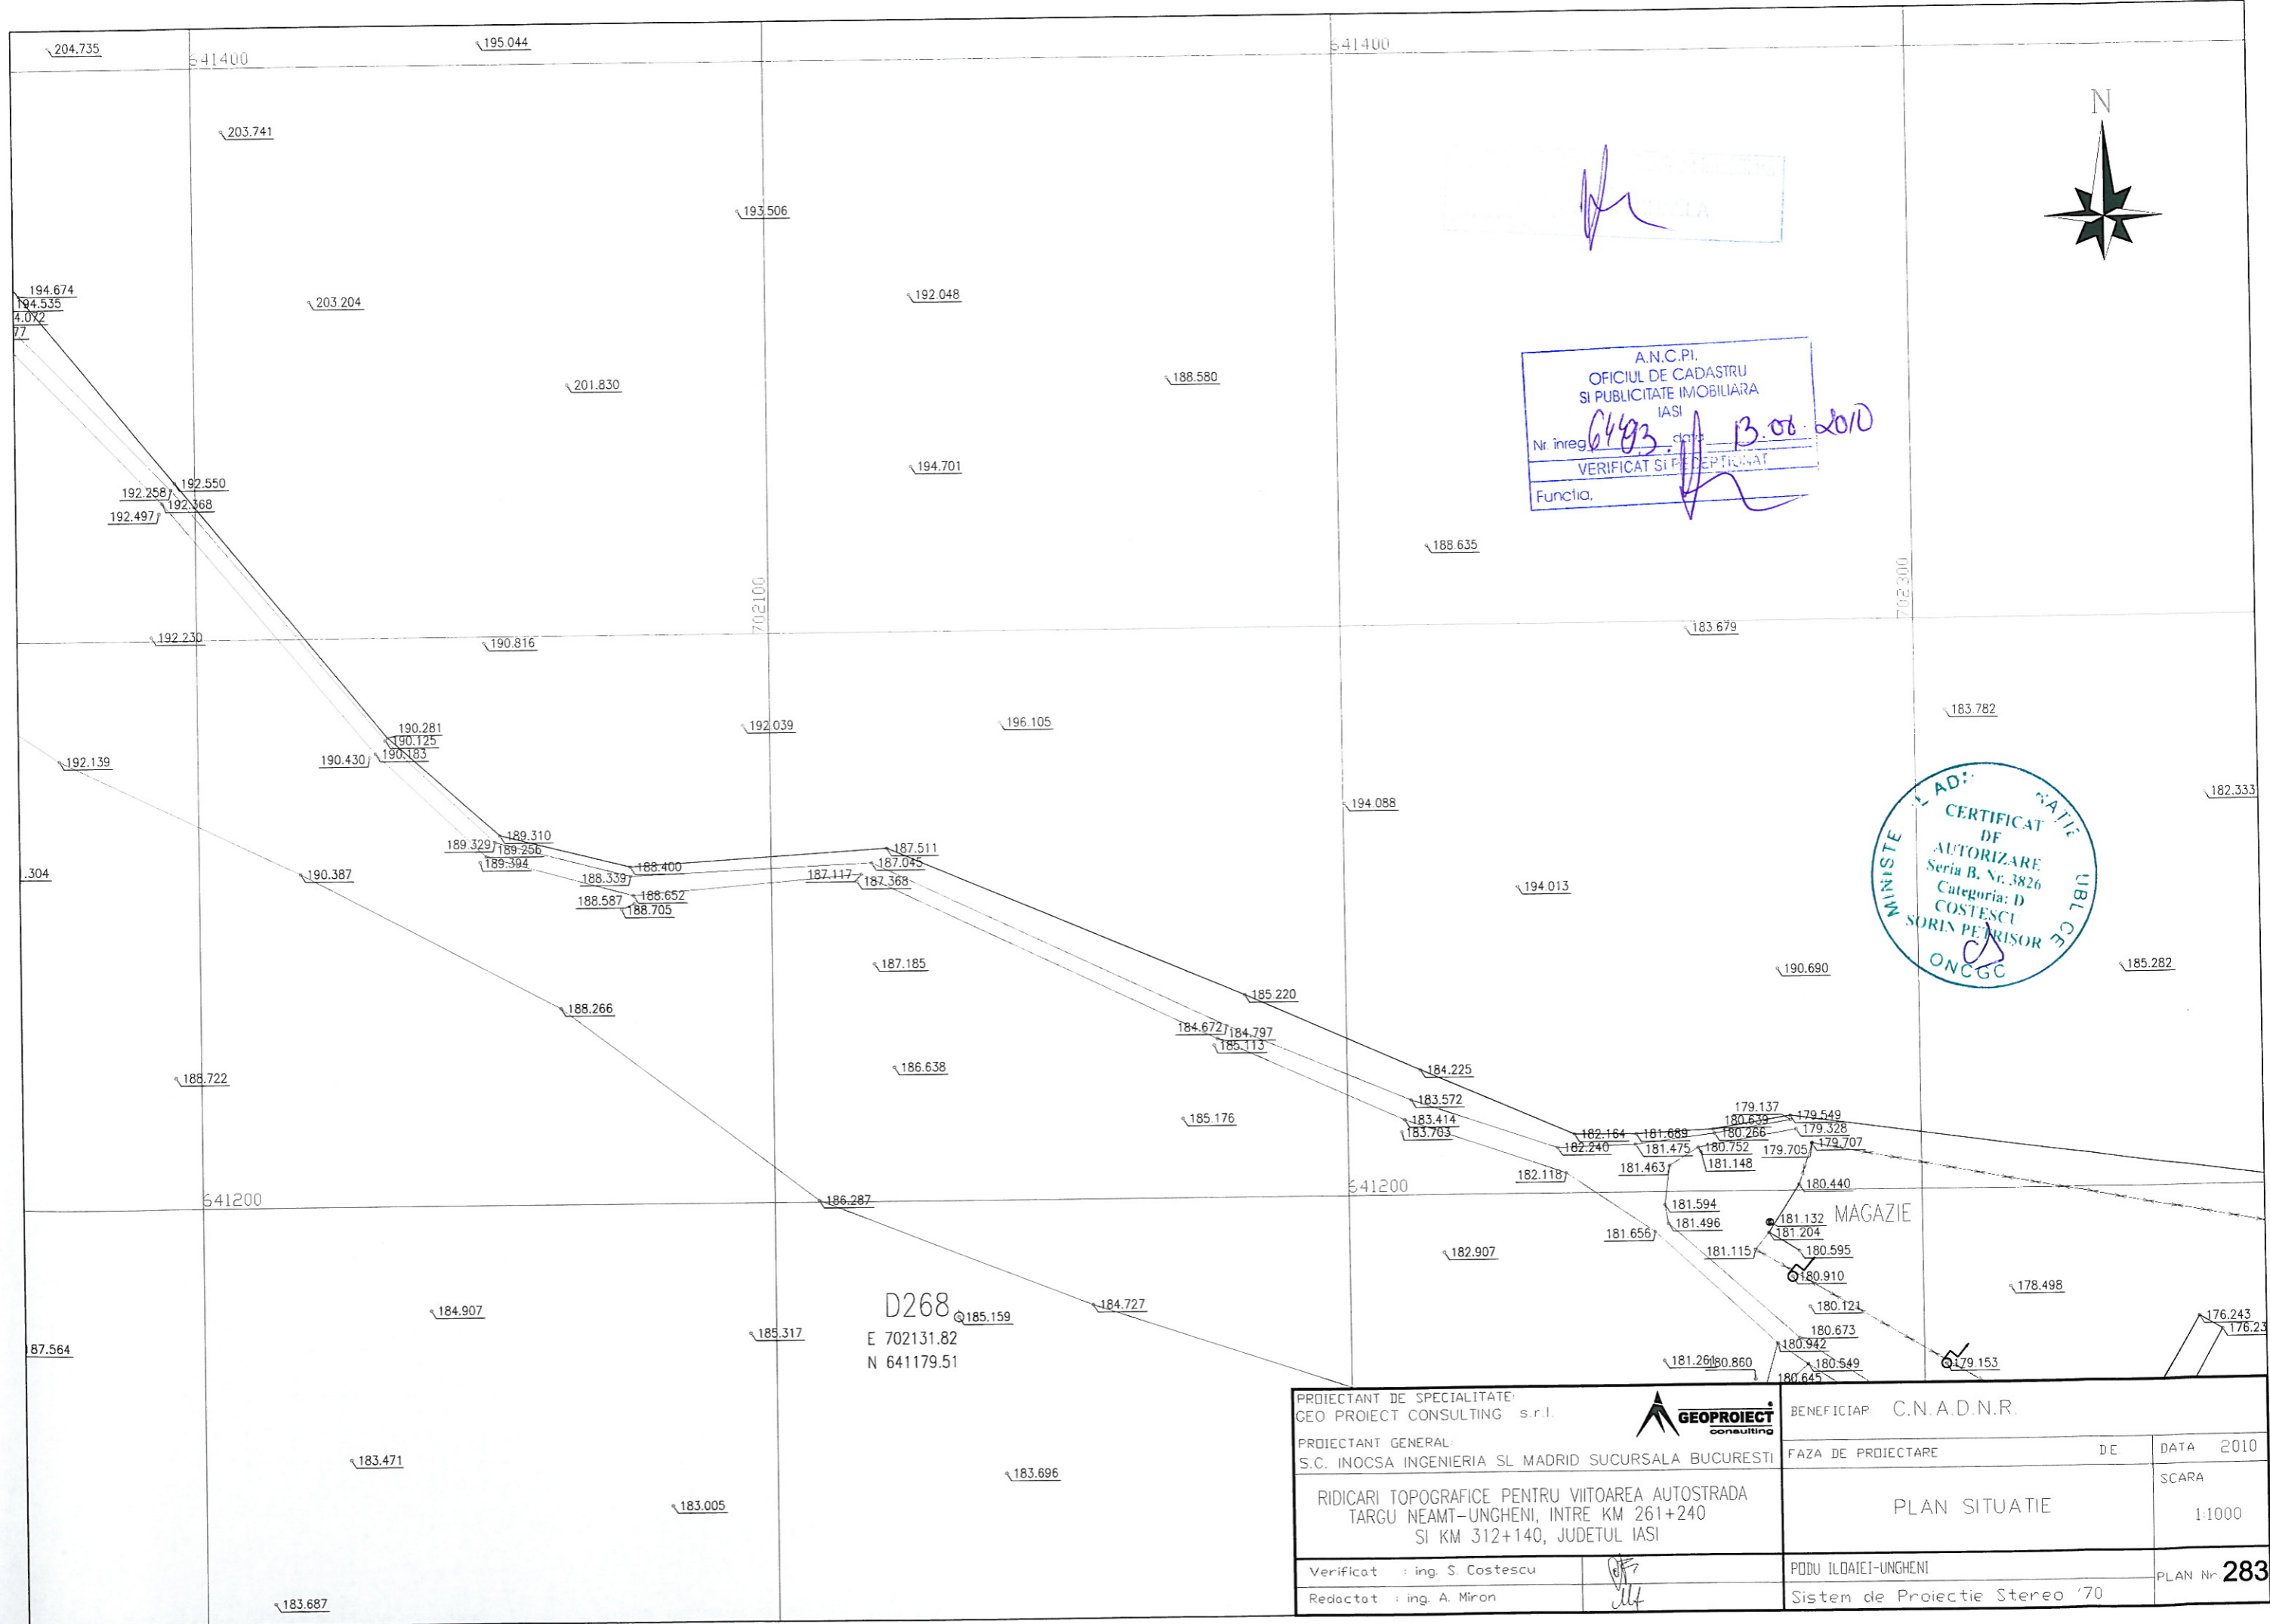 204.735
195.044
641400
641400
203.741
N
193.506
194.674
194.535
4.072
77
203.204
192.048
201.830
188.580
A.N.C.P.I.
OFICIUL DE CADASTRU
SI PUBLICITATE IMOBILIARA
IASI
Nr. înreg. 64493. data 13.08.2010
VERIFICAT SI RECEPTIONAT
Functia,
194.701
192.550
192.258
192.368
192.497
188.635
702100
702300
192.230
190.816
183.679
192.039
196.105
183.782
190.281
190.125
190.183
190.430
192.139
182.333
194.088
CERTIFICAT
DE
AUTORIZARE
Seria B, Nr. 3826
Categoria: D
COSTESCU
SORIN PETRISOR
ONCGC
189.310
189.329
189.256
189.394
187.511
187.045
187.117
187.368
188.400
188.339
188.652
188.587
188.705
.304
190.387
194.013
187.185
190.690
185.282
188.266
185.220
184.672
184.797
185.113
188.722
186.638
184.225
183.572
185.176
183.414
183.703
179.137
179.549
180.639
179.328
182.164
181.689
180.266
182.240
181.475
180.752
179.705
179.707
182.118
181.463
181.148
180.440
641200
186.287
641200
181.594
181.132
MAGAZIE
181.496
181.204
181.656
181.115
180.595
182.907
180.910
178.498
184.907
D268
185.159
184.727
180.121
176.243
176.23
185.317
E 702131.82
N 641179.51
180.673
180.942
87.564
181.261
180.860
180.549
179.153
180.645
PROIECTANT DE SPECIALITATE:
GEO PROIECT CONSULTING s.r.l.
GEOPROIECT
consulting
BENEFICIAR: C.N.A.D.N.R.
PROIECTANT GENERAL:
S.C. INOCSA INGENIERIA SL MADRID SUCURSALA BUCURESTI
FAZA DE PROIECTARE D.E
DATA 2010
183.471
183.696
183.005
RIDICARI TOPOGRAFICE PENTRU VIITOAREA AUTOSTRADA
TARGU NEAMT-UNGHENI, INTRE KM 261+240
SI KM 312+140, JUDETUL IASI
PLAN SITUATIE
SCARA
1:1000
Verificat : ing. S. Costescu
Redactat : ing. A. Miron
PODU ILOAIEI-UNGHENI
Sistem de Proiectie Stereo '70
PLAN Nr 283
183.687